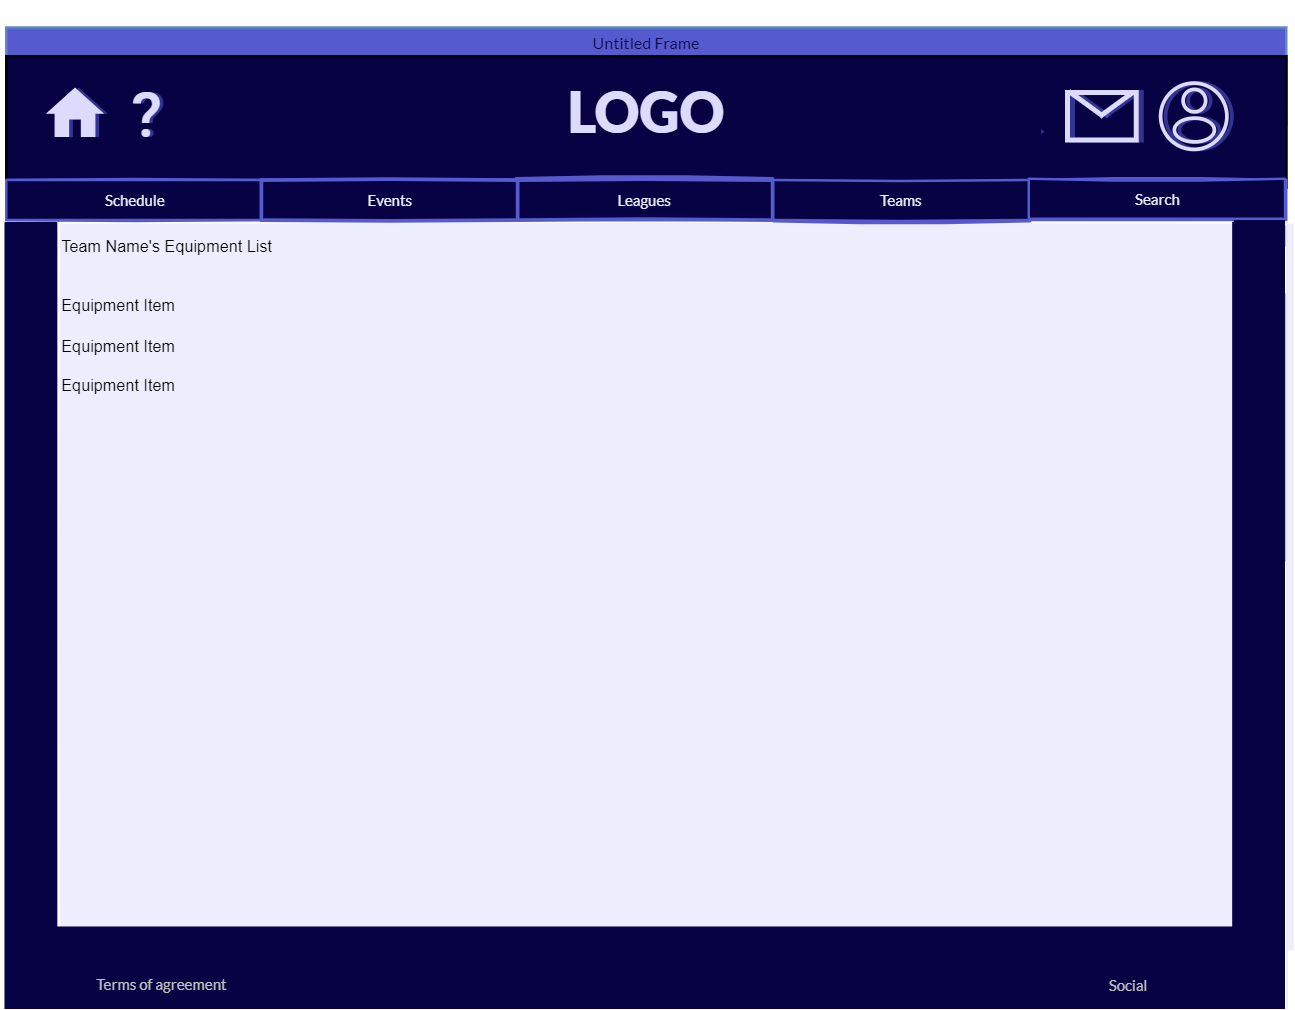 Untitled Frame
? LOGO
Schedule Events Leagues Teams Search
Team Name's Equipment List
Equipment Item
Equipment Item
Equipment Item
Terms of agreement Social